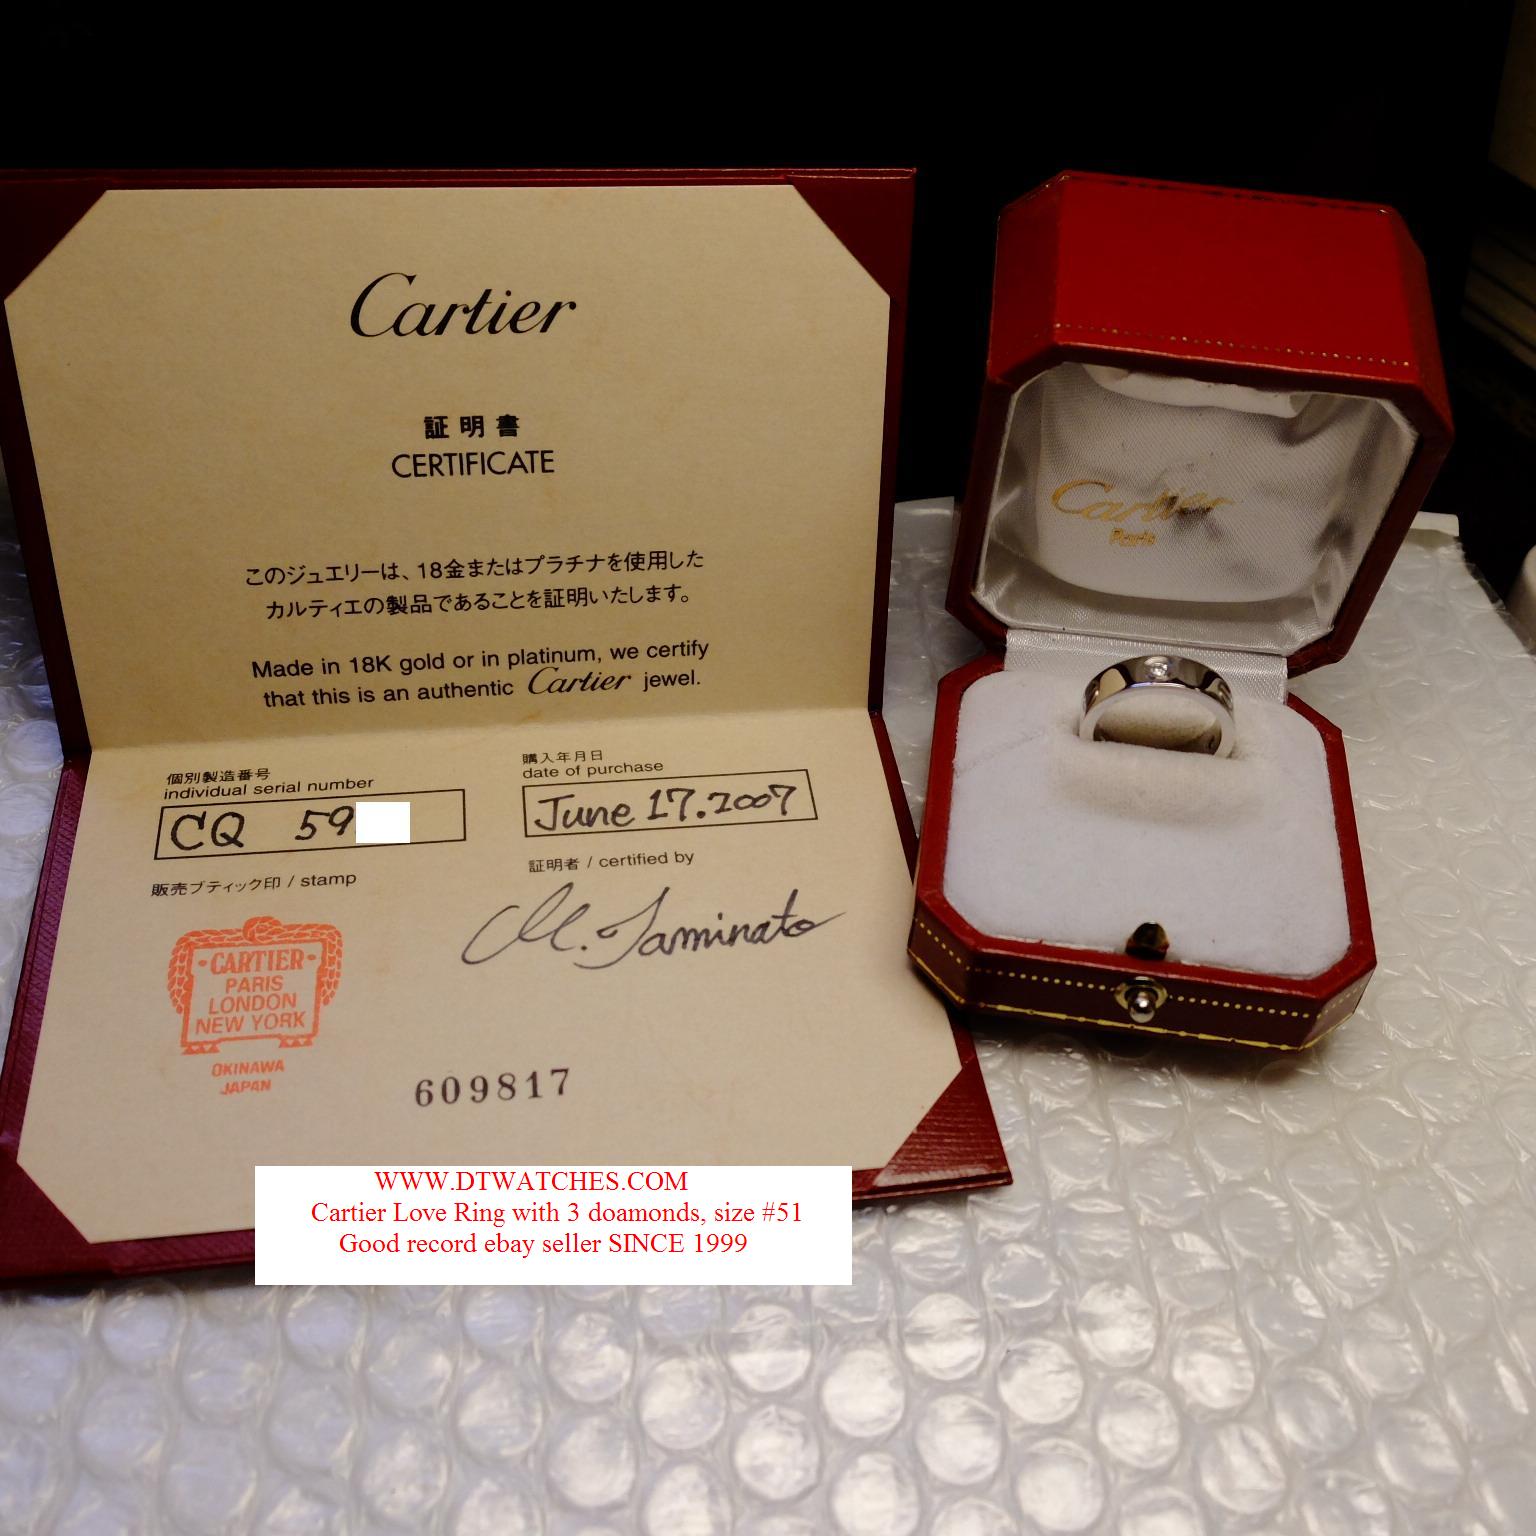 Cartier
証明書
CERTIFICATE
このジュエリーは、18金またはプラチナを使用した
カルティエの製品であることを証明いたします。
Made in 18K gold or in platinum, we certify
that this is an authentic Cartier jewel.
個別製造番号
individual serial number
CQ 59
購入年月日
date of purchase
June 17.2007
販売ブティック印 / stamp
証明者 / certified by
M. Taminato
CARTIER
PARIS
LONDON
NEW YORK
OKINAWA
JAPAN
609817
Cartier
Paris
WWW.DTWATCHES.COM
Cartier Love Ring with 3 doamonds, size #51
Good record ebay seller SINCE 1999